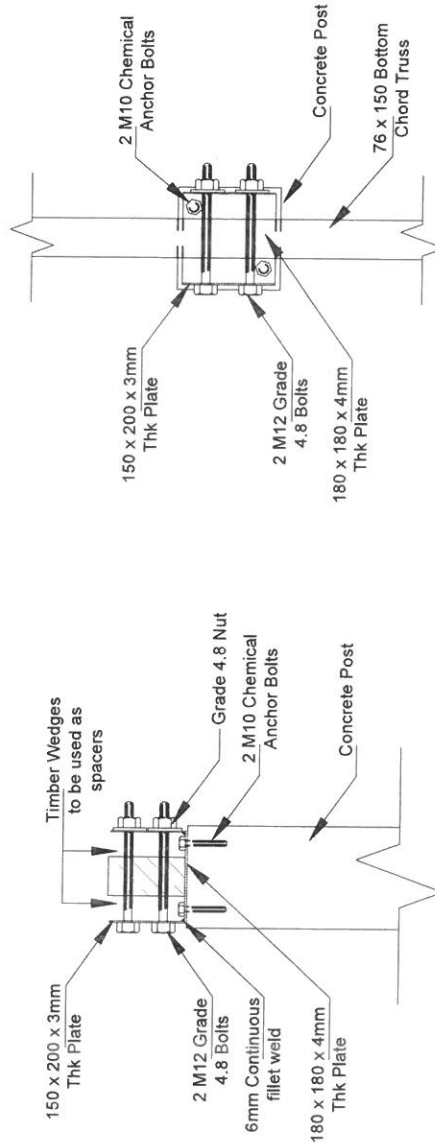 150 x 200 x 3mm
Thk Plate
Timber Wedges
to be used as
spacers
2 M12 Grade
4.8 Bolts
Grade 4.8 Nut
6mm Continuous
fillet weld
2 M10 Chemical
Anchor Bolts
180 x 180 x 4mm
Thk Plate
Concrete Post
150 x 200 x 3mm
Thk Plate
2 M10 Chemical
Anchor Bolts
2 M12 Grade
4.8 Bolts
Concrete Post
180 x 180 x 4mm
Thk Plate
76 x 150 Bottom
Chord Truss